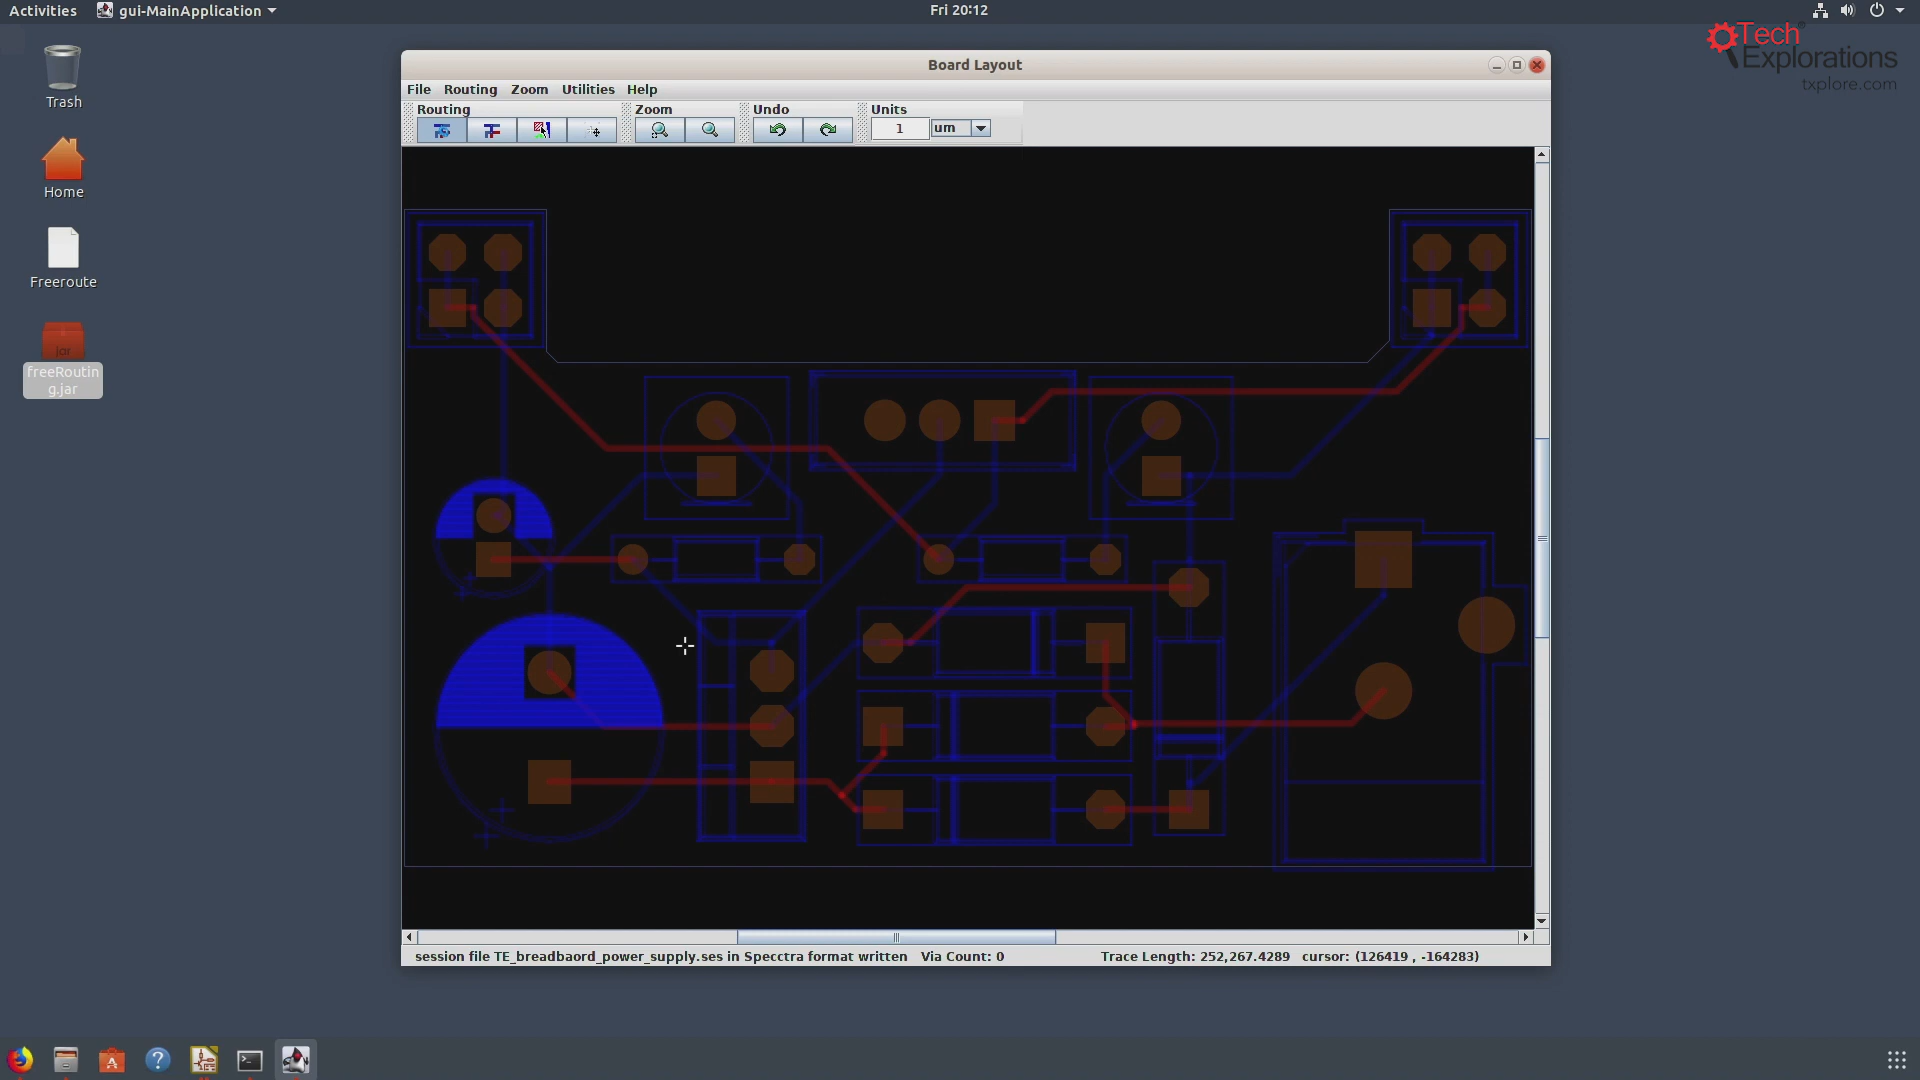 Activities gui-MainApplication Fri 20:12
Tech
Explorations
txplore.com
Trash
Home
Freeroute
jar
freeRoutin
g.jar
Board Layout
File Routing Zoom Utilities Help
Routing Zoom Undo Units
1 um
session file TE_breadbaord_power_supply.ses in Specctra format written Via Count: 0 Trace Length: 252,267.4289 cursor: (126419 , -164283)